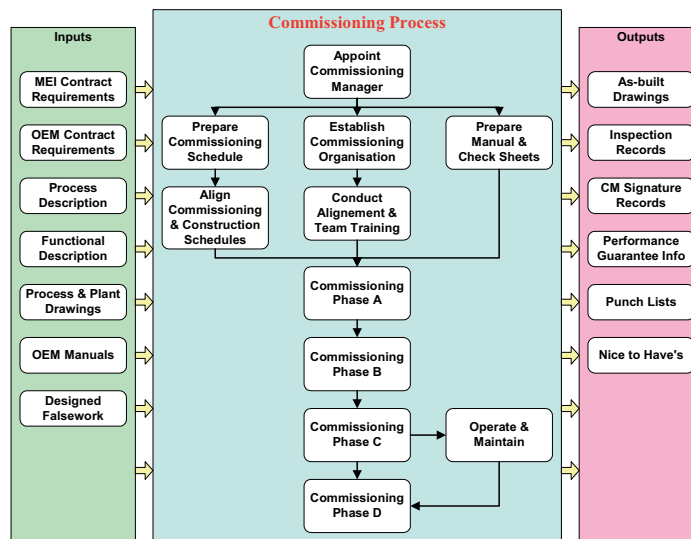 Commissioning Process
Inputs
MEI Contract
Requirements
OEM Contract
Requirements
Process
Description
Functional
Description
Process & Plant
Drawings
OEM Manuals
Designed
Falsework
Appoint
Commissioning
Manager
Prepare
Commissioning
Schedule
Establish
Commissioning
Organisation
Prepare
Manual &
Check Sheets
Align
Commissioning
& Construction
Schedules
Conduct
Alignement &
Team Training
Commissioning
Phase A
Commissioning
Phase B
Commissioning
Phase C
Operate &
Maintain
Commissioning
Phase D
Outputs
As-built
Drawings
Inspection
Records
CM Signature
Records
Performance
Guarantee Info
Punch Lists
Nice to Have's